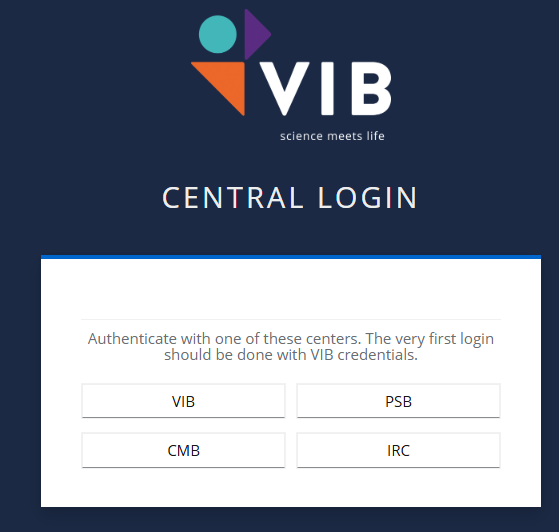 VIB
science meets life
CENTRAL LOGIN
Authenticate with one of these centers. The very first login
should be done with VIB credentials.
VIB
PSB
CMB
IRC